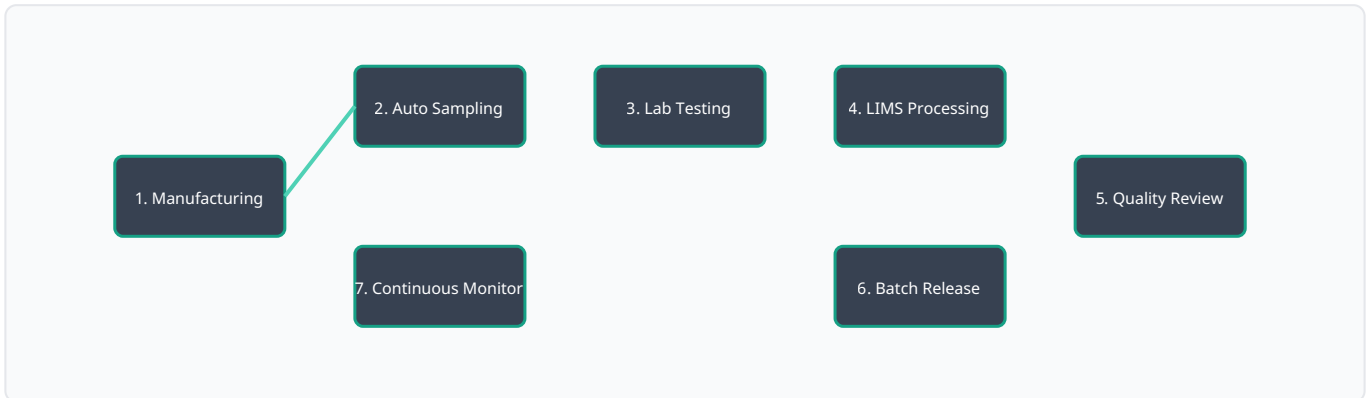 1. Manufacturing
2. Auto Sampling
3. Lab Testing
4. LIMS Processing
5. Quality Review
6. Batch Release
7. Continuous Monitor